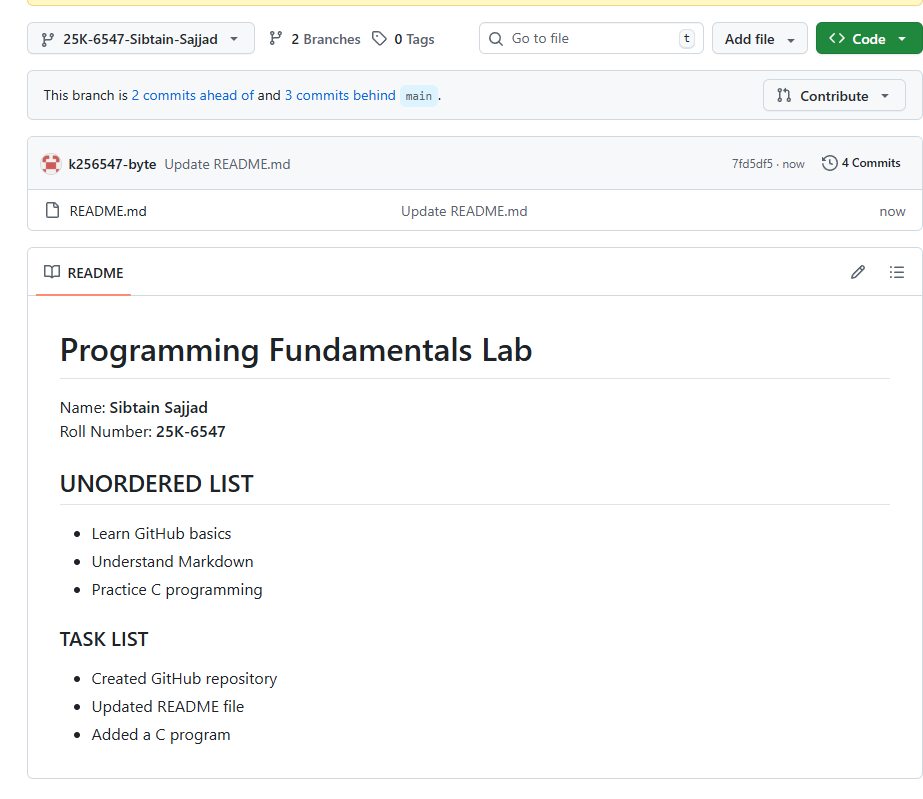 25K-6547-Sibtain-Sajjad 2 Branches 0 Tags Go to file t Add file Code
This branch is 2 commits ahead of and 3 commits behind main . Contribute
k256547-byte Update README.md 7fd5df5 · now 4 Commits
README.md Update README.md now
README
Programming Fundamentals Lab
Name: Sibtain Sajjad
Roll Number: 25K-6547
UNORDERED LIST
• Learn GitHub basics
• Understand Markdown
• Practice C programming
TASK LIST
• Created GitHub repository
• Updated README file
• Added a C program